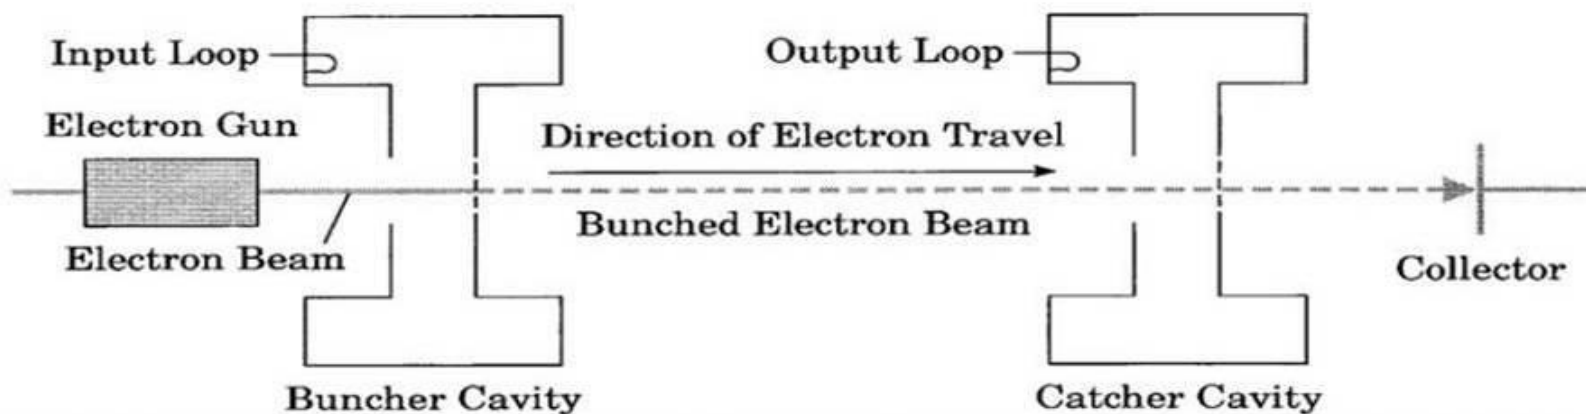 Input Loop
Output Loop
Electron Gun
Direction of Electron Travel
Electron Beam
Bunched Electron Beam
Collector
Buncher Cavity
Catcher Cavity